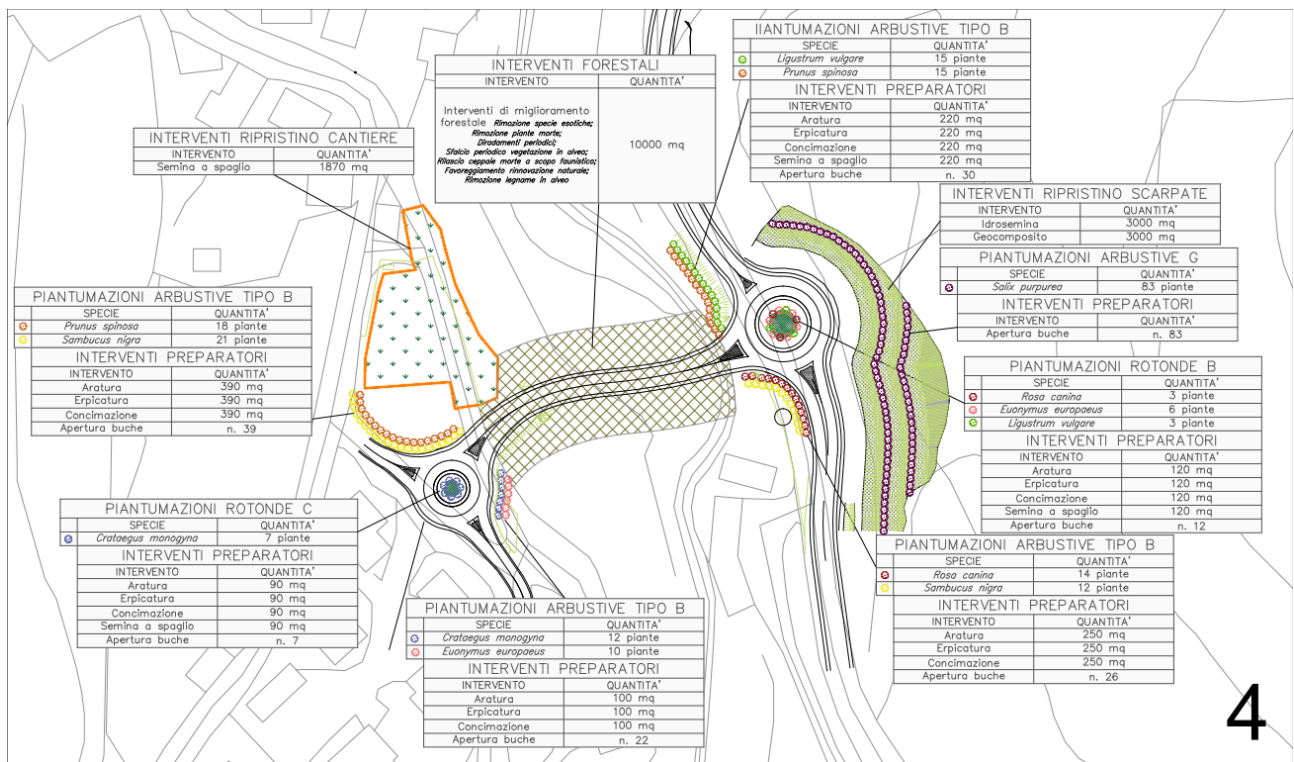 INTERVENTI RIPRISTINO CANTIERE
INTERVENTO QUANTITA'
Semina a spaglio 1870 mq
INTERVENTI FORESTALI
INTERVENTO QUANTITA'
Interventi di miglioramento
forestale Rimozione specie esotiche;
Rimozione piante morte;
Diradamenti periodici;
Sfalcio periodico vegetazione in alveo;
Rilascio ceppaie morte a scopo faunistico;
Favoreggiamento rinnovazione naturale;
Rimozione legname in alveo
10000 mq
IIANTUMAZIONI ARBUSTIVE TIPO B
SPECIE QUANTITA'
Ligustrum vulgare 15 piante
Prunus spinosa 15 piante
INTERVENTI PREPARATORI
INTERVENTO QUANTITA'
Aratura 220 mq
Erpicatura 220 mq
Concimazione 220 mq
Semina a spaglio 220 mq
Apertura buche n. 30
INTERVENTI RIPRISTINO SCARPATE
INTERVENTO QUANTITA'
Idrosemina 3000 mq
Geocomposito 3000 mq
PIANTUMAZIONI ARBUSTIVE G
SPECIE QUANTITA'
Salix purpurea 83 piante
INTERVENTI PREPARATORI
INTERVENTO QUANTITA'
Apertura buche n. 83
PIANTUMAZIONI ARBUSTIVE TIPO B
SPECIE QUANTITA'
Prunus spinosa 18 piante
Sambucus nigra 21 piante
INTERVENTI PREPARATORI
INTERVENTO QUANTITA'
Aratura 390 mq
Erpicatura 390 mq
Concimazione 390 mq
Apertura buche n. 39
PIANTUMAZIONI ROTONDE B
SPECIE QUANTITA'
Rosa canina 3 piante
Euonymus europaeus 6 piante
Ligustrum vulgare 3 piante
INTERVENTI PREPARATORI
INTERVENTO QUANTITA'
Aratura 120 mq
Erpicatura 120 mq
Concimazione 120 mq
Semina a spaglio 120 mq
Apertura buche n. 12
PIANTUMAZIONI ROTONDE C
SPECIE QUANTITA'
Crataegus monogyna 7 piante
INTERVENTI PREPARATORI
INTERVENTO QUANTITA'
Aratura 90 mq
Erpicatura 90 mq
Concimazione 90 mq
Semina a spaglio 90 mq
Apertura buche n. 7
PIANTUMAZIONI ARBUSTIVE TIPO B
SPECIE QUANTITA'
Crataegus monogyna 12 piante
Euonymus europaeus 10 piante
INTERVENTI PREPARATORI
INTERVENTO QUANTITA'
Aratura 100 mq
Erpicatura 100 mq
Concimazione 100 mq
Apertura buche n. 22
PIANTUMAZIONI ARBUSTIVE TIPO B
SPECIE QUANTITA'
Rosa canina 14 piante
Sambucus nigra 12 piante
INTERVENTI PREPARATORI
INTERVENTO QUANTITA'
Aratura 250 mq
Erpicatura 250 mq
Concimazione 250 mq
Apertura buche n. 26
4